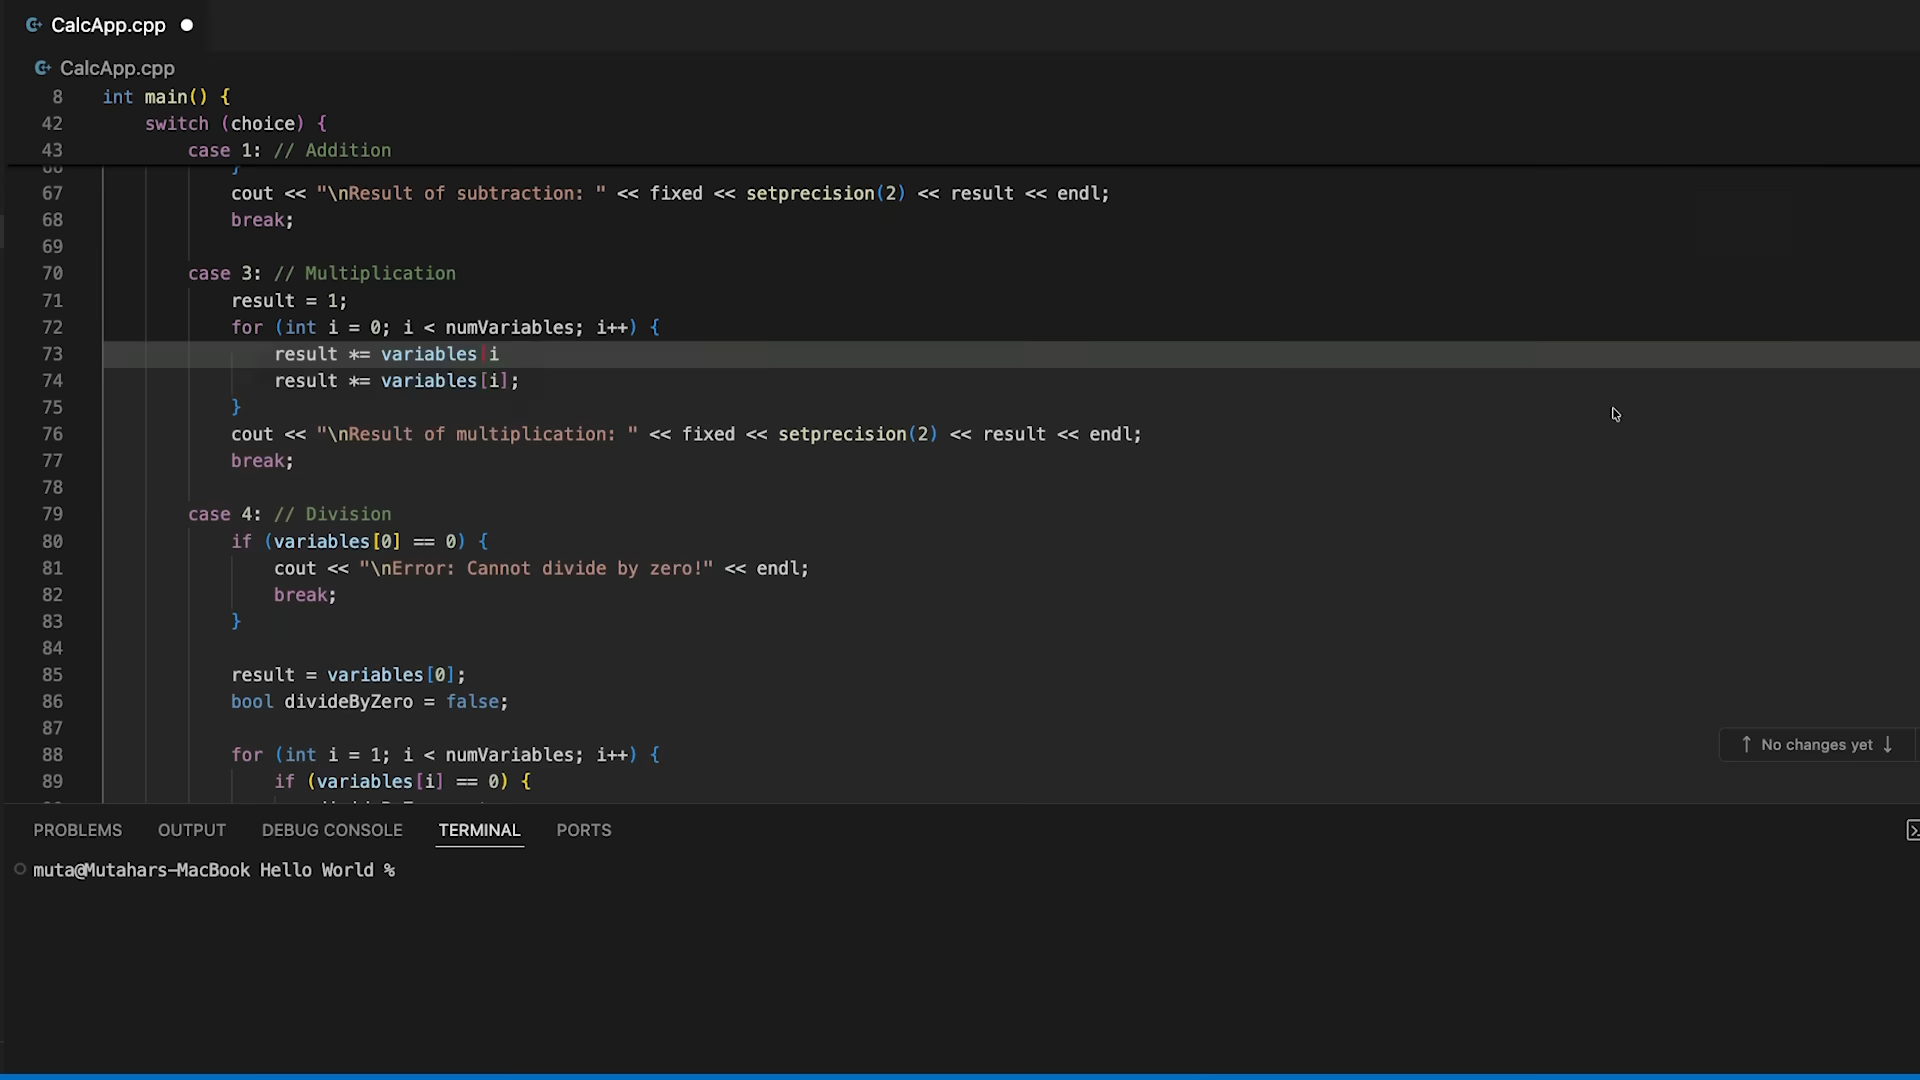 CalcApp.cpp
CalcApp.cpp
8 int main() {
42 switch (choice) {
43 case 1: // Addition
}
67 cout << "\nResult of subtraction: " << fixed << setprecision(2) << result << endl;
68 break;
69
70 case 3: // Multiplication
71 result = 1;
72 for (int i = 0; i < numVariables; i++) {
73 result *= variables[i
74 result *= variables[i];
75 }
76 cout << "\nResult of multiplication: " << fixed << setprecision(2) << result << endl;
77 break;
78
79 case 4: // Division
80 if (variables[0] == 0) {
81 cout << "\nError: Cannot divide by zero!" << endl;
82 break;
83 }
84
85 result = variables[0];
86 bool divideByZero = false;
87
88 for (int i = 1; i < numVariables; i++) {
89 if (variables[i] == 0) {
↑ No changes yet ↓
PROBLEMS OUTPUT DEBUG CONSOLE TERMINAL PORTS
muta@Mutahars-MacBook Hello World %